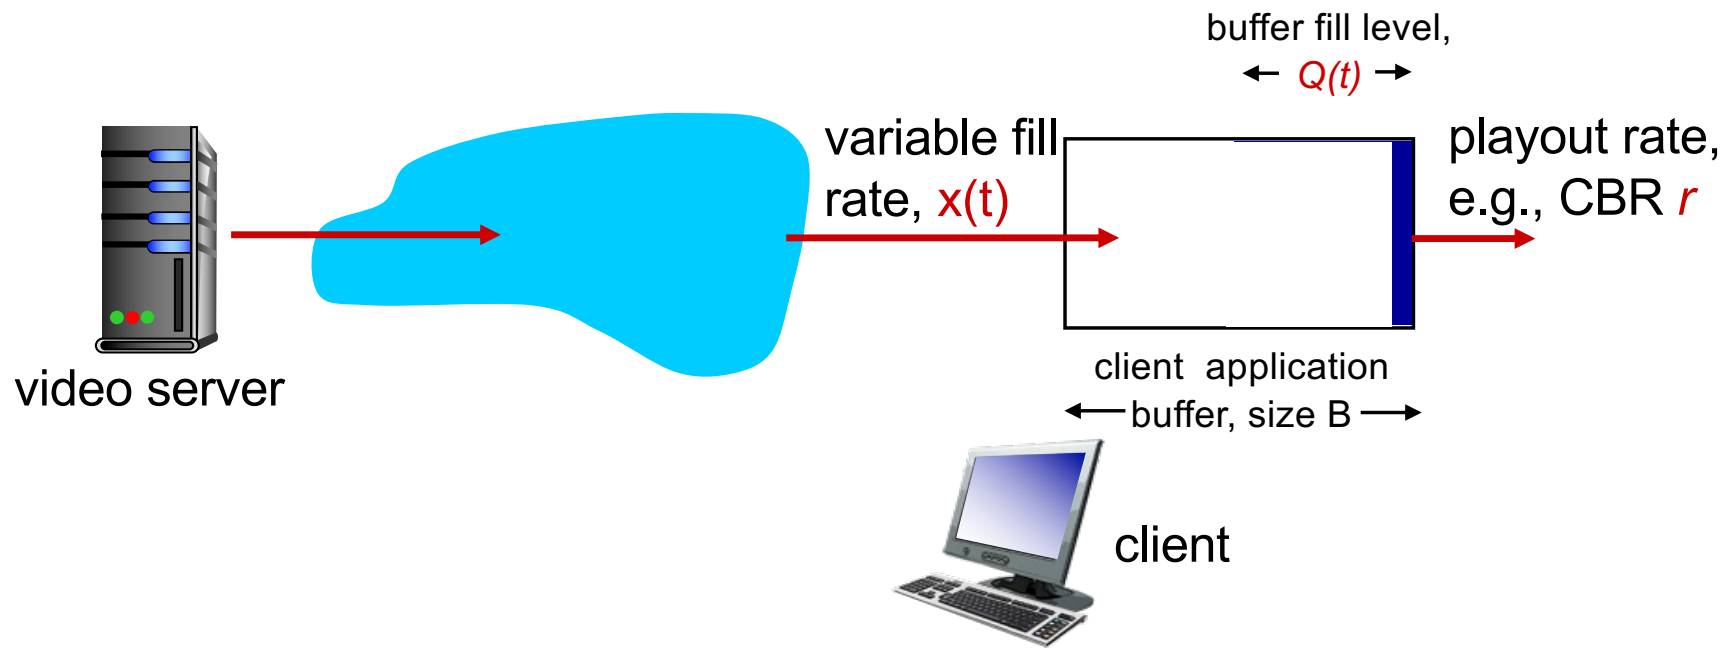 buffer fill level,
Q(t)
variable fill
rate, x(t)
playout rate,
e.g., CBR r
client application
buffer, size B
video server
client